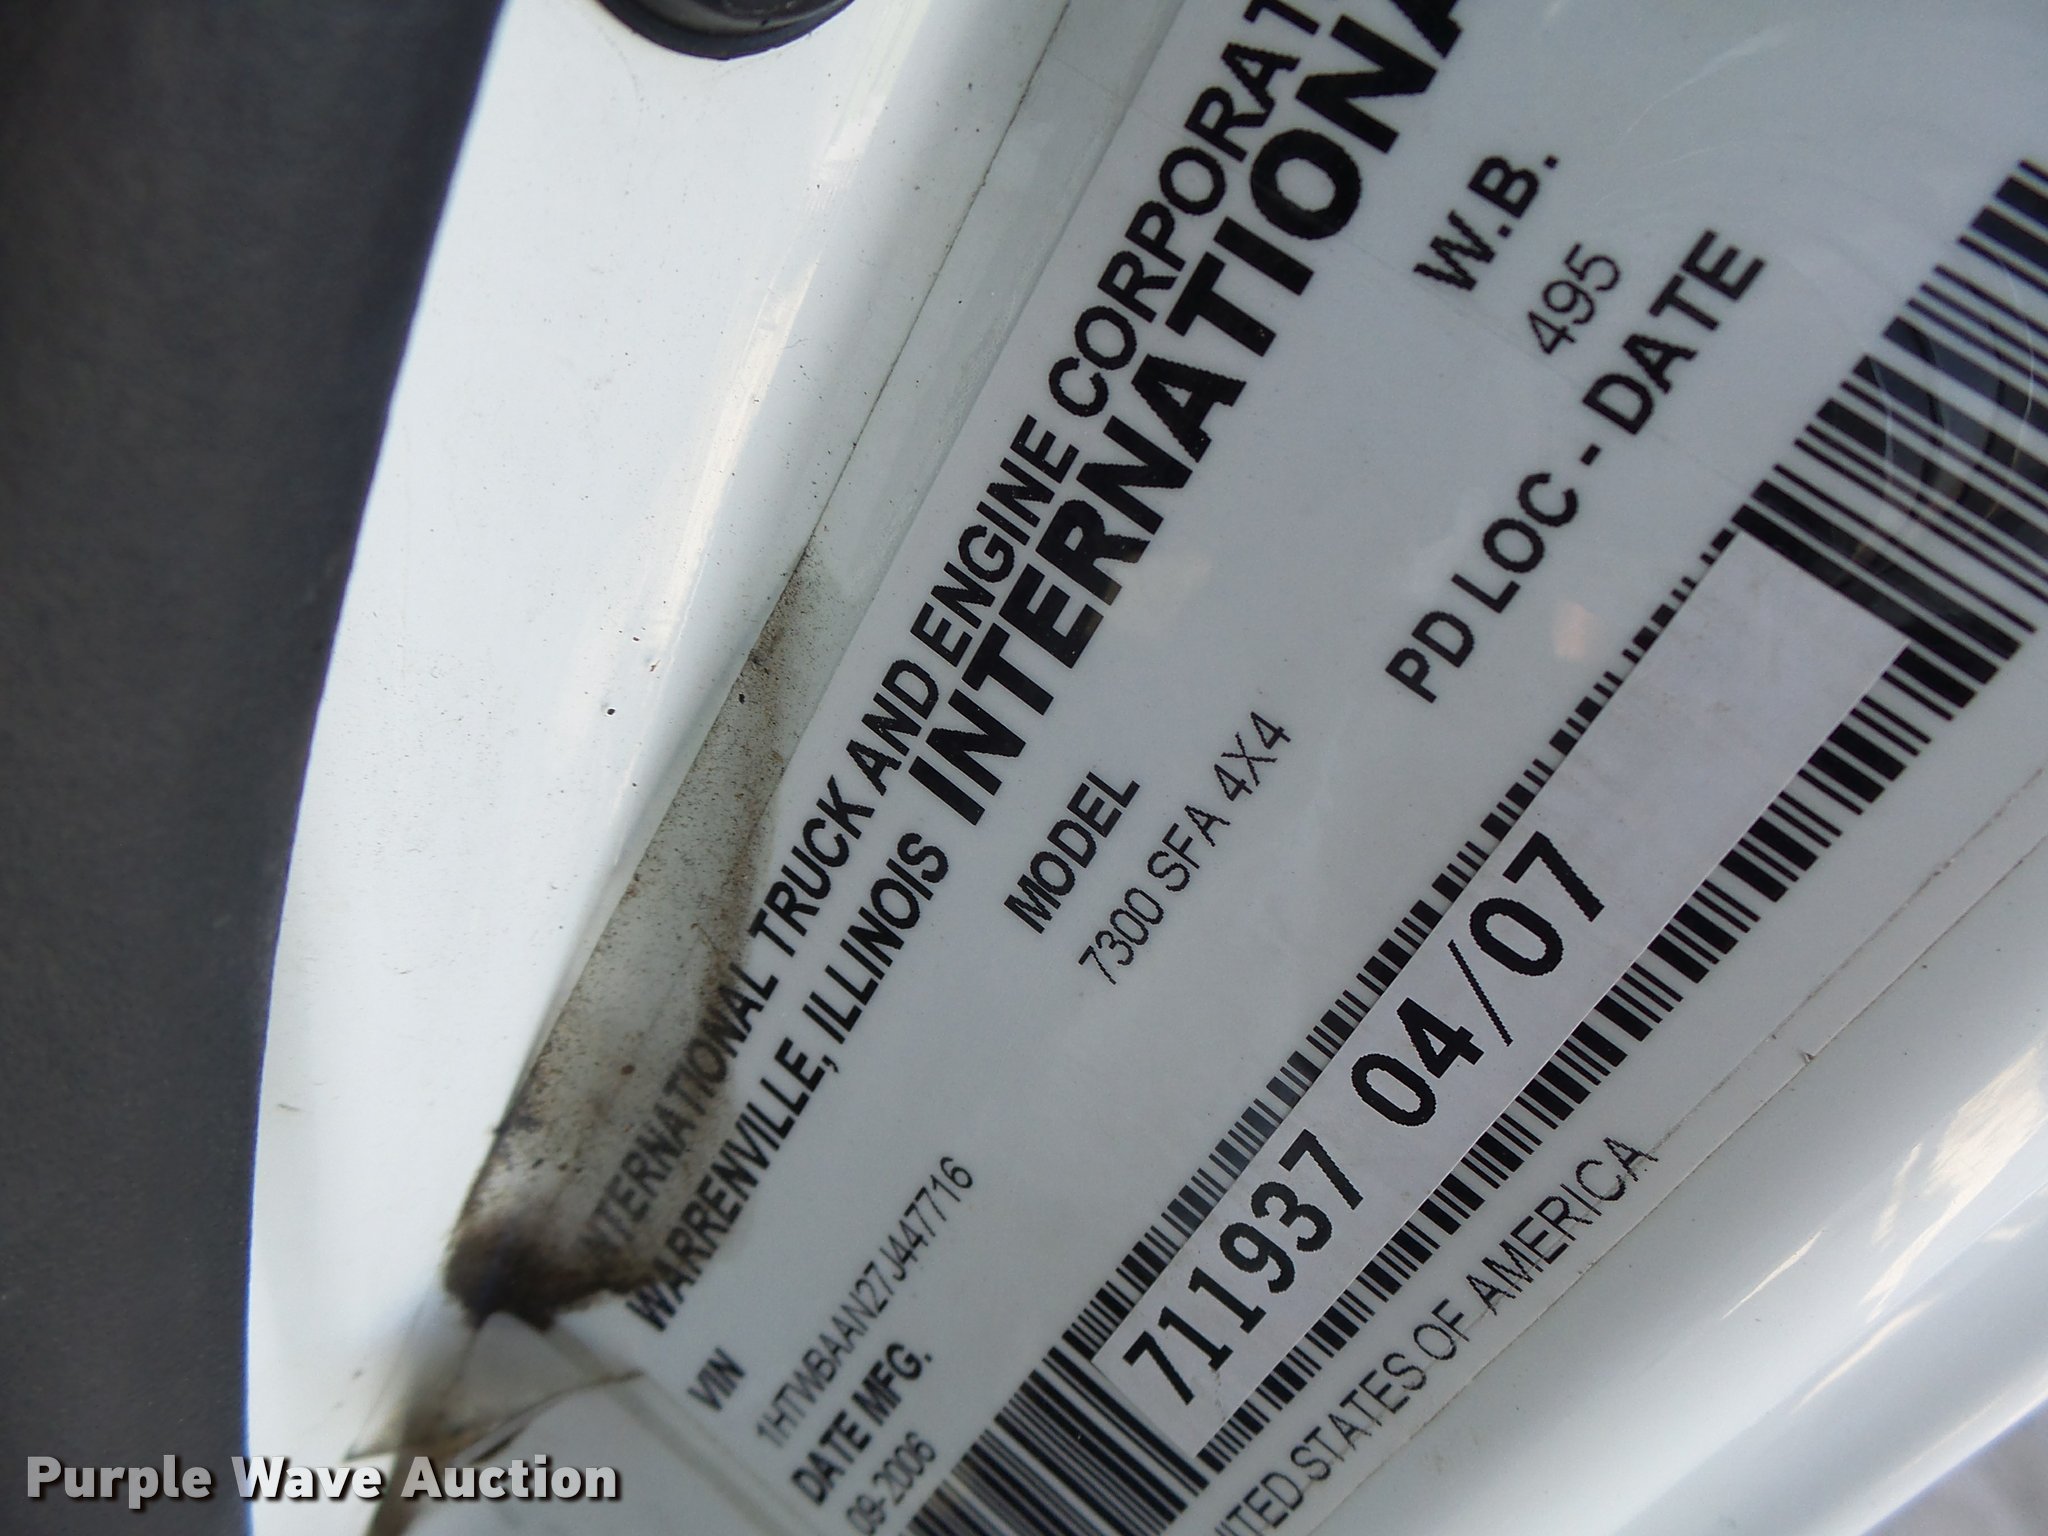 INTERNATIONAL TRUCK AND ENGINE CORPORAT
WARRENVILLE, ILLINOIS INTERNATIONA
VIN MODEL W.B.
1HTWBAAN27J447716 7300 SFA 4X4 495
DATE MFG. PD LOC - DATE
09-2006
711937 04/07
ITED STATES OF AMERICA
Purple Wave Auction